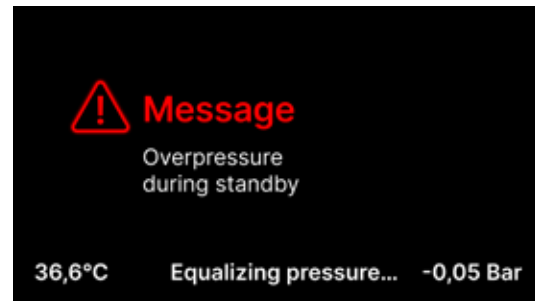 Message
Overpressure
during standby
36,6°C Equalizing pressure... -0,05 Bar